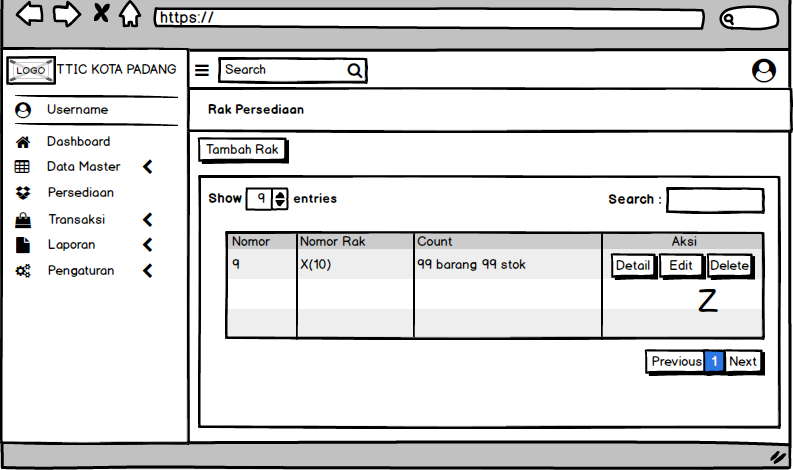 https://
LOGO TTIC KOTA PADANG
Search
Username
Rak Persediaan
Dashboard
Data Master
Persediaan
Transaksi
Laporan
Pengaturan
Tambah Rak
Show 9 entries
Search :
Nomor Nomor Rak Count Aksi
9 X(10) 99 barang 99 stok Detail Edit Delete
Z
Previous 1 Next